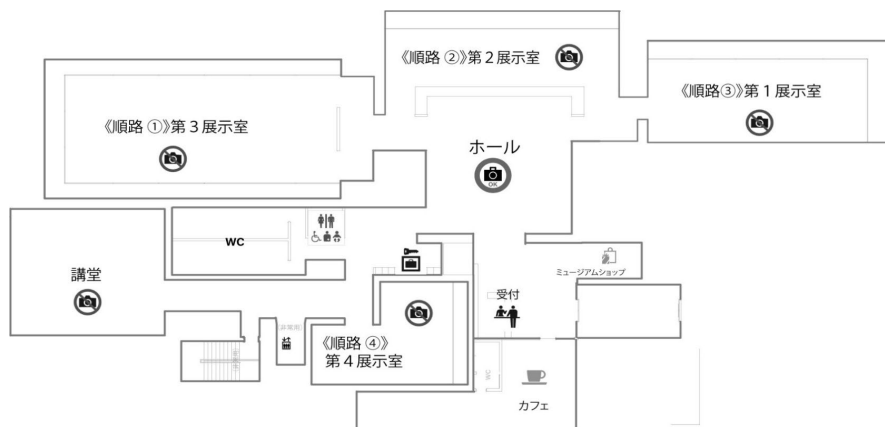 《順路 ②》第２展示室
《順路③》第１展示室
《順路 ①》第３展示室
ホール
OK
WC
講堂
ミュージアムショップ
受付
《順路 ④》
第４展示室
WC
カフェ